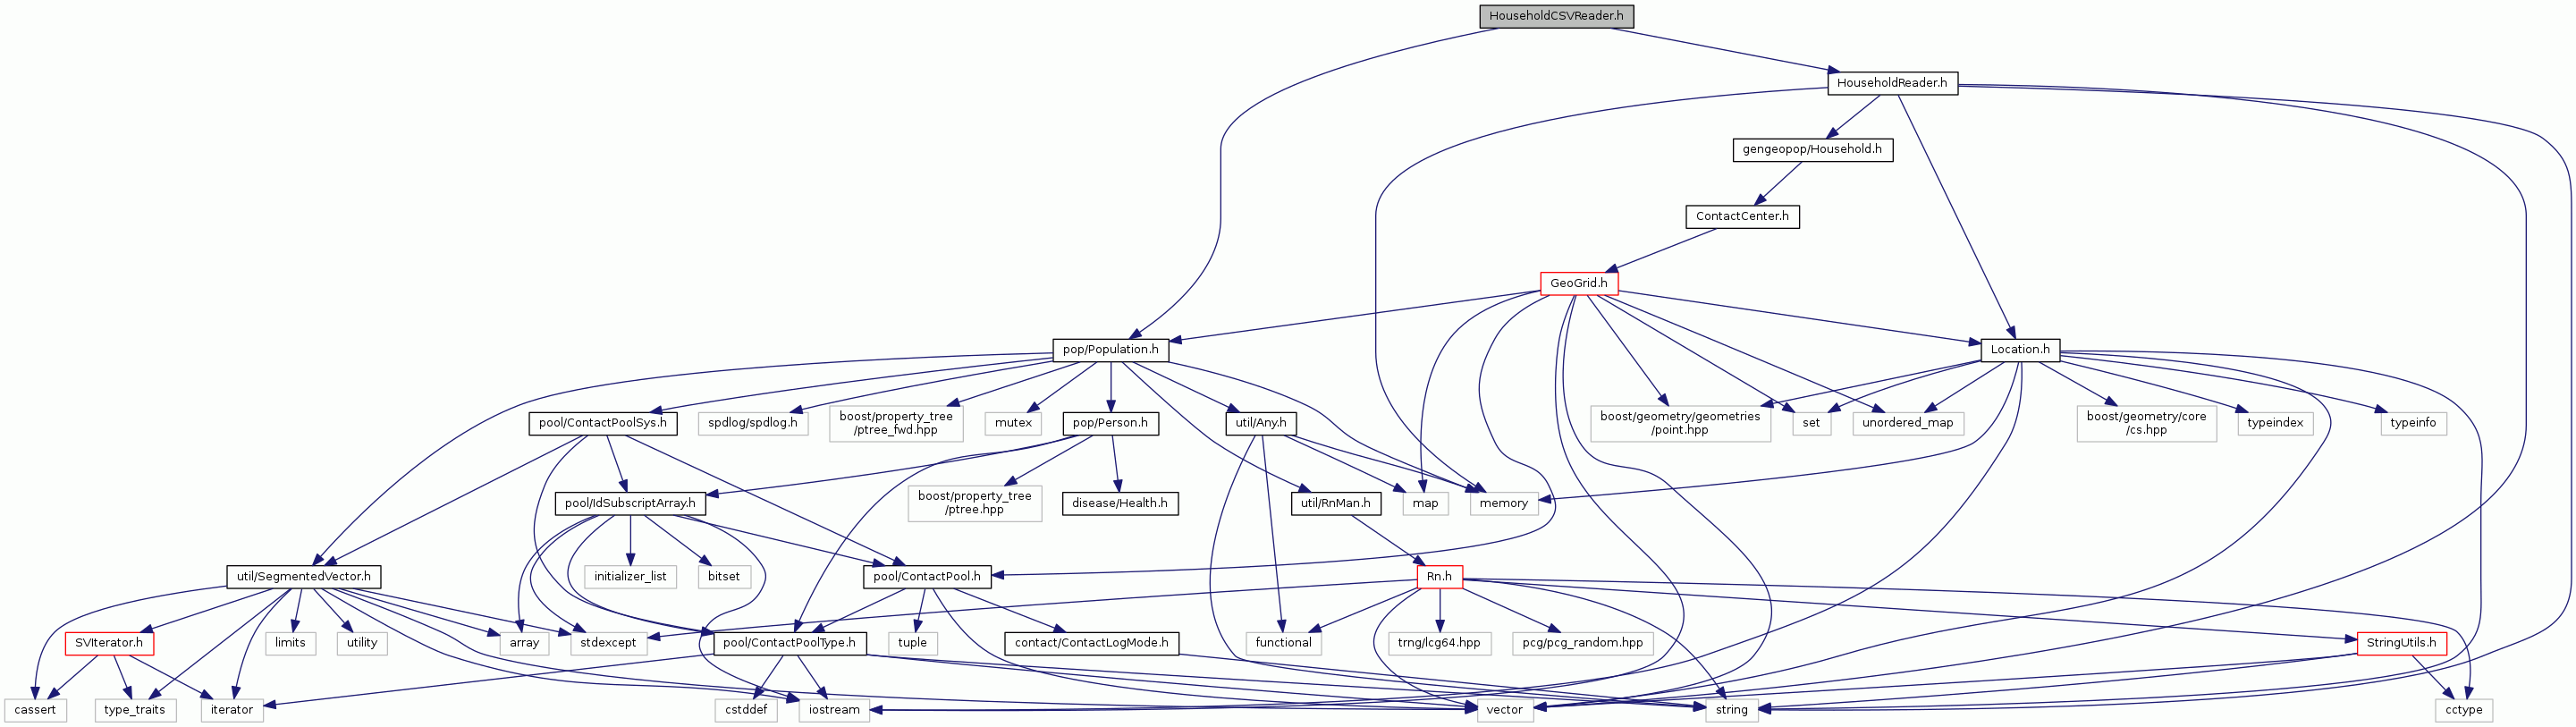 HouseholdCSVReader.h
HouseholdReader.h
gengeopop/Household.h
ContactCenter.h
GeoGrid.h
pop/Population.h
Location.h
pool/ContactPoolSys.h
spdlog/spdlog.h
boost/property_tree
/ptree_fwd.hpp
mutex
pop/Person.h
util/Any.h
boost/geometry/geometries
/point.hpp
set
unordered_map
boost/geometry/core
/cs.hpp
typeindex
typeinfo
pool/IdSubscriptArray.h
boost/property_tree
/ptree.hpp
disease/Health.h
util/RnMan.h
map
memory
util/SegmentedVector.h
initializer_list
bitset
pool/ContactPool.h
Rn.h
SVIterator.h
limits
utility
array
stdexcept
pool/ContactPoolType.h
tuple
contact/ContactLogMode.h
functional
trng/lcg64.hpp
pcg/pcg_random.hpp
StringUtils.h
cassert
type_traits
iterator
cstddef
iostream
vector
string
cctype